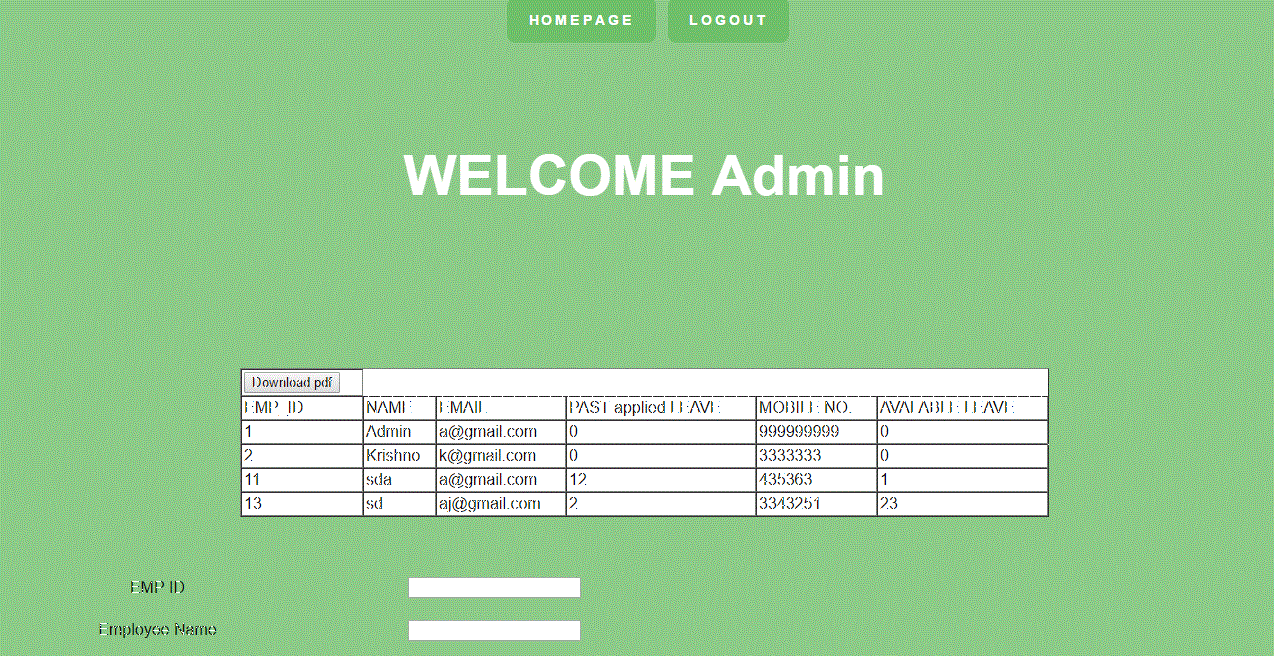 HOMEPAGE LOGOUT
WELCOME Admin
Download pdf
EMP_ID NAME EMAIL PAST applied LEAVE MOBILE NO. AVALABLE LEAVE
1 Admin a@gmail.com 0 999999999 0
2 Krishno k@gmail.com 0 3333333 0
11 sda a@gmail.com 12 435363 1
13 sd aj@gmail.com 2 3343251 23
EMP ID
Employee Name